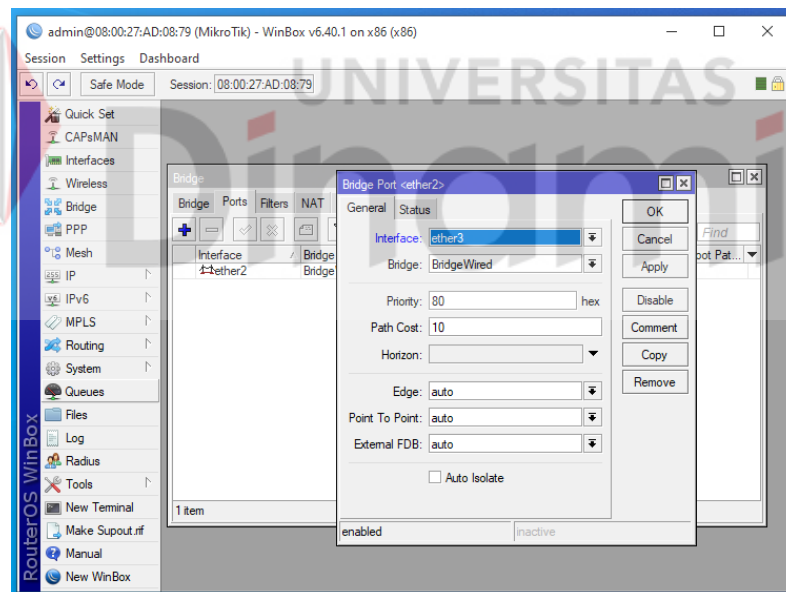 admin@08:00:27:AD:08:79 (MikroTik) - WinBox v6.40.1 on x86 (x86)
Session Settings Dashboard
Safe Mode Session: 08:00:27:AD:08:79
UNIVERSITAS
Dinami
Quick Set
CAPsMAN
Interfaces
Wireless
Bridge
PPP
Mesh
IP
IPv6
MPLS
Routing
System
Queues
Files
Log
Radius
Tools
New Terminal
Make Supout.rif
Manual
New WinBox
RouterOS WinBox
Bridge
Bridge Ports Filters NAT
Find
Interface Bridge
oot Pat...
ether2 Bridge
1 item
Bridge Port <ether2>
General Status
Interface: ether3
Bridge: BridgeWired
Priority: 80 hex
Path Cost: 10
Horizon:
Edge: auto
Point To Point: auto
External FDB: auto
Auto Isolate
enabled inactive
OK
Cancel
Apply
Disable
Comment
Copy
Remove